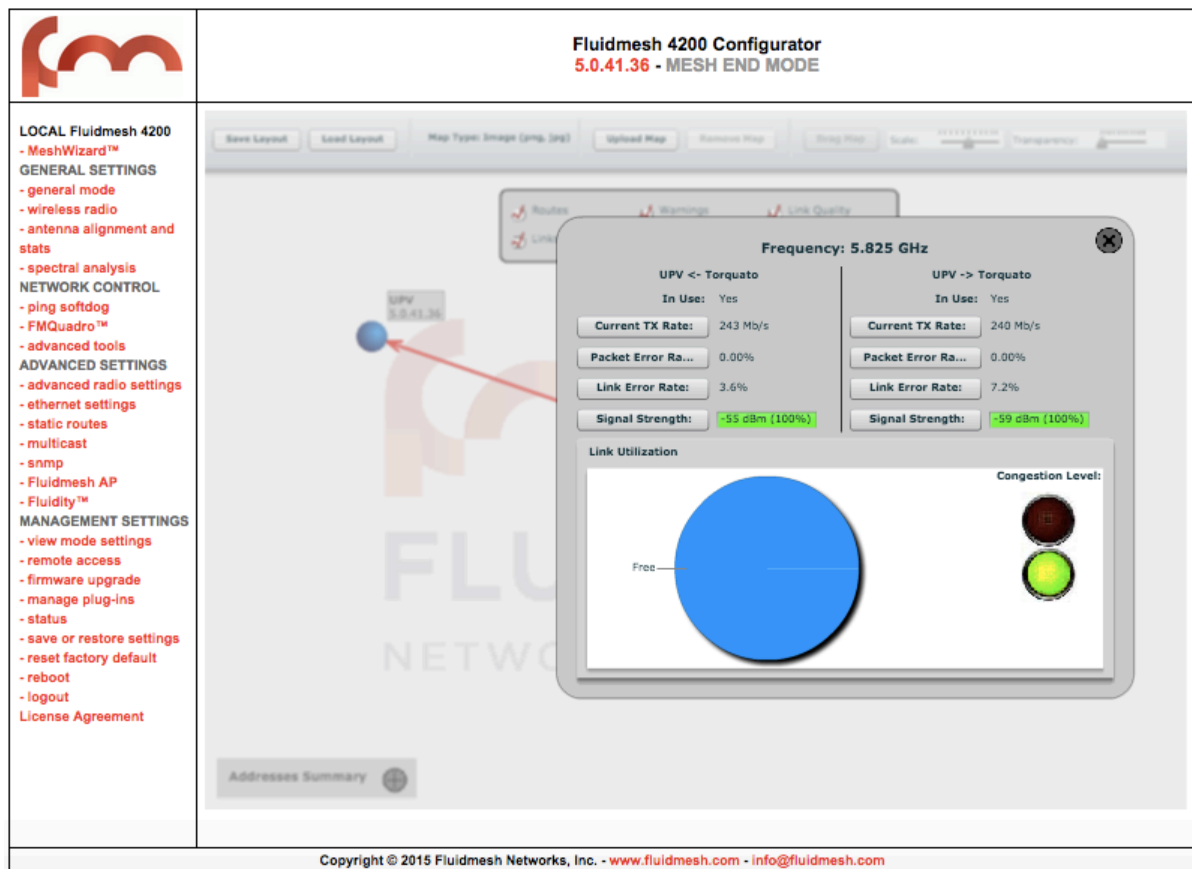 Fluidmesh 4200 Configurator
5.0.41.36 - MESH END MODE
LOCAL Fluidmesh 4200
- MeshWizard™
GENERAL SETTINGS
- general mode
- wireless radio
- antenna alignment and
stats
- spectral analysis
NETWORK CONTROL
- ping softdog
- FMQuadro™
- advanced tools
ADVANCED SETTINGS
- advanced radio settings
- ethernet settings
- static routes
- multicast
- snmp
- Fluidmesh AP
- Fluidity™
MANAGEMENT SETTINGS
- view mode settings
- remote access
- firmware upgrade
- manage plug-ins
- status
- save or restore settings
- reset factory default
- reboot
- logout
License Agreement
Save Layout Load Layout Map Type: Image (png, jpg) Upload Map Remove Map Drag Map Scale: Transparency:
Routes Warnings Link Quality
UPV
5.0.41.36
Frequency: 5.825 GHz
UPV <- Torquato UPV -> Torquato
In Use: Yes In Use: Yes
Current TX Rate: 243 Mb/s Current TX Rate: 240 Mb/s
Packet Error Ra... 0.00% Packet Error Ra... 0.00%
Link Error Rate: 3.6% Link Error Rate: 7.2%
Signal Strength: -55 dBm (100%) Signal Strength: -59 dBm (100%)
Link Utilization
Congestion Level:
Free
Addresses Summary
Copyright © 2015 Fluidmesh Networks, Inc. - www.fluidmesh.com - info@fluidmesh.com